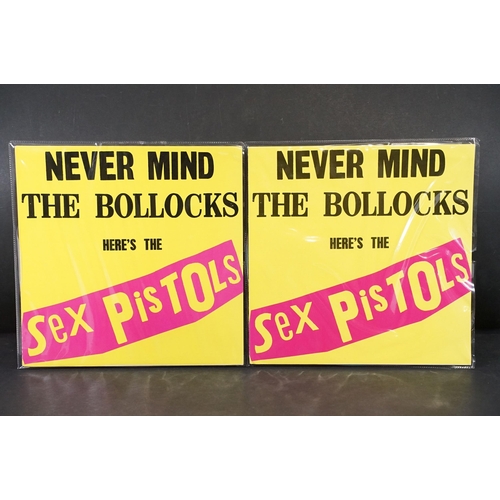 NEVER MIND
THE BOLLOCKS
HERE'S THE
Sex PisTOLs
NEVER MIND
THE BOLLOCKS
HERE'S THE
Sex PisTOLs